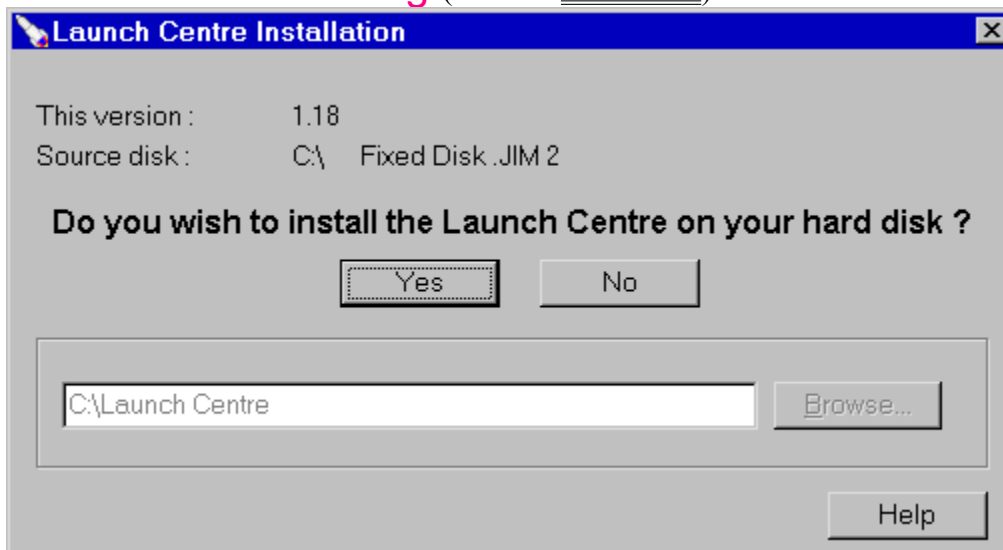 Launch Centre Installation
This version : 1.18
Source disk : C:\ Fixed Disk .JIM 2
Do you wish to install the Launch Centre on your hard disk ?
Yes No
C:\Launch Centre Browse...
Help